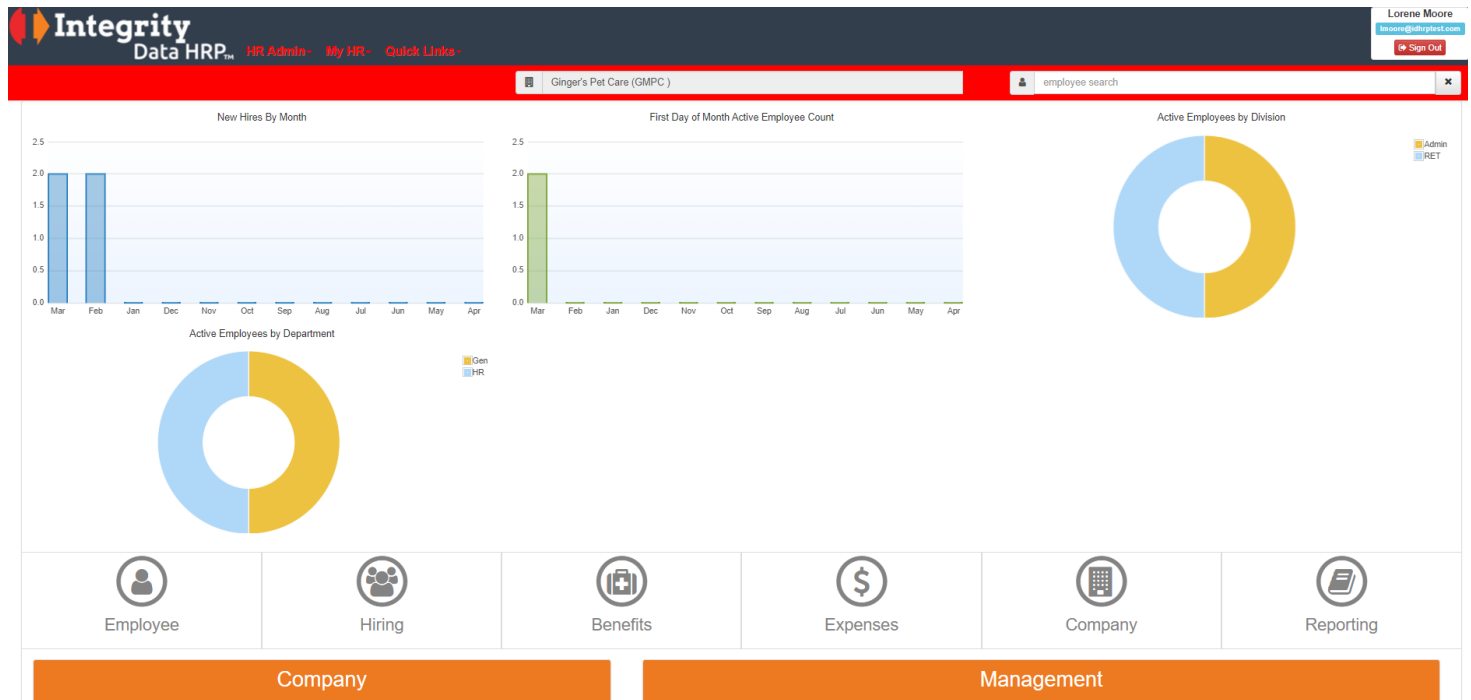 Integrity
Data HRP™
HR Admin
My HR
Quick Links
Lorene Moore
lmoore@idhrptest.com
Sign Out
Ginger's Pet Care (GMPC )
employee search
New Hires By Month
2.5
2.0
1.5
1.0
0.5
0.0
Mar Feb Jan Dec Nov Oct Sep Aug Jul Jun May Apr
First Day of Month Active Employee Count
2.5
2.0
1.5
1.0
0.5
0.0
Mar Feb Jan Dec Nov Oct Sep Aug Jul Jun May Apr
Active Employees by Division
Admin
RET
Active Employees by Department
Gen
HR
Employee
Hiring
Benefits
Expenses
Company
Reporting
Company
Management